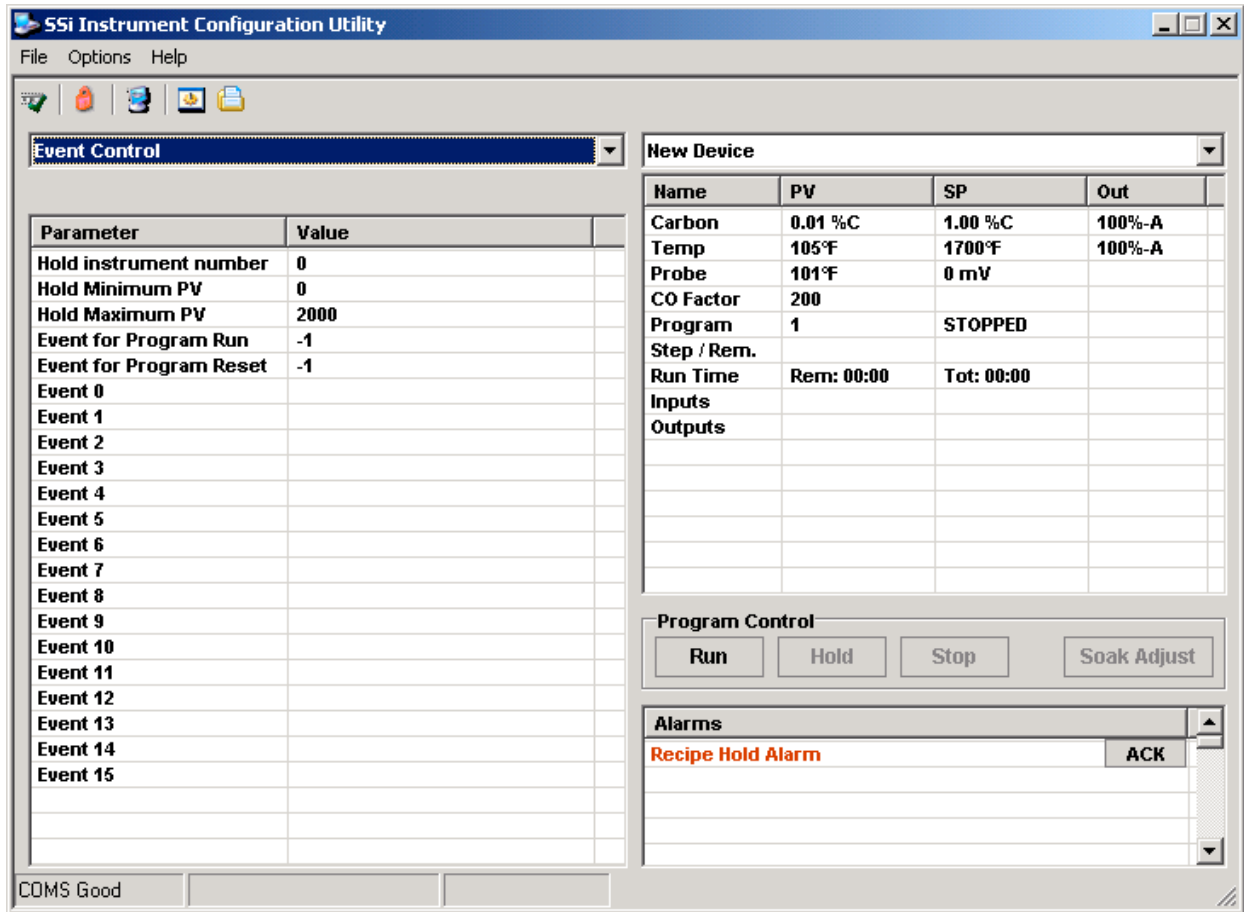 SSi Instrument Configuration Utility
File Options Help
Event Control
Parameter Value
Hold instrument number 0
Hold Minimum PV 0
Hold Maximum PV 2000
Event for Program Run -1
Event for Program Reset -1
Event 0
Event 1
Event 2
Event 3
Event 4
Event 5
Event 6
Event 7
Event 8
Event 9
Event 10
Event 11
Event 12
Event 13
Event 14
Event 15
New Device
Name PV SP Out
Carbon 0.01 %C 1.00 %C 100%-A
Temp 105°F 1700°F 100%-A
Probe 101°F 0 mV
CO Factor 200
Program 1 STOPPED
Step / Rem.
Run Time Rem: 00:00 Tot: 00:00
Inputs
Outputs
Program Control
Run Hold Stop Soak Adjust
Alarms
Recipe Hold Alarm ACK
COMS Good